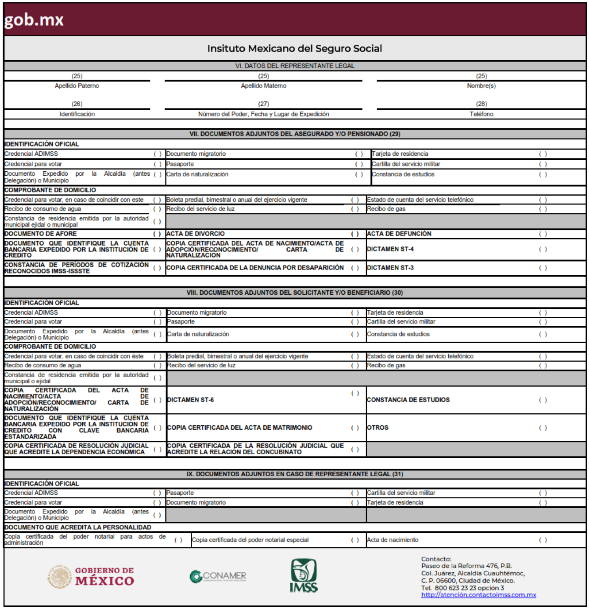 gob.mx
Insituto Mexicano del Seguro Social
VI. DATOS DEL REPRESENTANTE LEGAL
(25) (25) (25)
Apellido Paterno Apellido Materno Nombre(s)
(26) (27) (28)
Identificación Número del Poder, Fecha y Lugar de Expedición Teléfono
VII. DOCUMENTOS ADJUNTOS DEL ASEGURADO Y/O PENSIONADO (29)
IDENTIFICACIÓN OFICIAL
Credencial ADIMSS ( ) Documento migratorio ( ) Tarjeta de residencia ( )
Credencial para votar ( ) Pasaporte ( ) Cartilla del servicio militar ( )
Documento Expedido por la Alcaldía (antes Delegación) o Municipio ( ) Carta de naturalización ( ) Constancia de estudios ( )
COMPROBANTE DE DOMICILIO
Credencial para votar, en caso de coincidir con este ( ) Boleta predial, bimestral o anual del ejercicio vigente ( ) Estado de cuenta del servicio telefónico ( )
Recibo de consumo de agua ( ) Recibo del servicio de luz ( ) Recibo de gas ( )
Constancia de residencia emitida por la autoridad municipal ejidal o municipal ( )
DOCUMENTO DE AFORE ( ) ACTA DE DIVORCIO ( ) ACTA DE DEFUNCIÓN ( )
DOCUMENTO QUE IDENTIFIQUE LA CUENTA BANCARIA EXPEDIDO POR LA INSTITUCIÓN DE CREDITO ( ) COPIA CERTIFICADA DEL ACTA DE NACIMIENTO/ACTA DE ADOPCIÓN/RECONOCIMIENTO/ CARTA DE NATURALIZACIÓN ( ) DICTAMEN ST-4 ( )
CONSTANCIA DE PERÍODOS DE COTIZACIÓN RECONOCIDOS IMSS-ISSSTE ( ) COPIA CERTIFICADA DE LA DENUNCIA POR DESAPARICIÓN ( ) DICTAMEN ST-3 ( )
VIII. DOCUMENTOS ADJUNTOS DEL SOLICITANTE Y/O BENEFICIARIO (30)
IDENTIFICACIÓN OFICIAL
Credencial ADIMSS ( ) Documento migratorio ( ) Tarjeta de residencia ( )
Credencial para votar ( ) Pasaporte ( ) Cartilla del servicio militar ( )
Documento Expedido por la Alcaldía (antes Delegación) o Municipio ( ) Carta de naturalización ( ) Constancia de estudios ( )
COMPROBANTE DE DOMICILIO
Credencial para votar, en caso de coincidir con éste ( ) Boleta predial, bimestral o anual del ejercicio vigente ( ) Estado de cuenta del servicio telefónico ( )
Recibo de consumo de agua ( ) Recibo del servicio de luz ( ) Recibo de gas ( )
Constancia de residencia emitida por la autoridad municipal o ejidal ( )
COPIA CERTIFICADA DEL ACTA DE NACIMIENTO/ACTA DE ADOPCIÓN/RECONOCIMIENTO/ CARTA DE NATURALIZACIÓN ( ) DICTAMEN ST-6 ( ) CONSTANCIA DE ESTUDIOS ( )
DOCUMENTO QUE IDENTIFIQUE LA CUENTA BANCARIA EXPEDIDO POR LA INSTITUCIÓN DE CREDITO CON CLAVE BANCARIA ESTANDARIZADA ( ) COPIA CERTIFICADA DEL ACTA DE MATRIMONIO ( ) OTROS ( )
COPIA CERTIFICADA DE RESOLUCIÓN JUDICIAL QUE ACREDITE LA DEPENDENCIA ECONÓMICA ( ) COPIA CERTIFICADA DE LA RESOLUCIÓN JUDICIAL QUE ACREDITE LA RELACIÓN DEL CONCUBINATO ( )
IX. DOCUMENTOS ADJUNTOS EN CASO DE REPRESENTANTE LEGAL (31)
IDENTIFICACIÓN OFICIAL
Credencial ADIMSS ( ) Pasaporte ( ) Cartilla del servicio militar ( )
Credencial para votar ( ) Documento migratorio ( ) Tarjeta de residencia ( )
Documento Expedido por la Alcaldía (antes Delegación) o Municipio ( )
DOCUMENTO QUE ACREDITA LA PERSONALIDAD
Copia certificada del poder notarial para actos de administración ( ) Copia certificada del poder notarial especial ( ) Acta de nacimiento ( )
GOBIERNO DE
MÉXICO
CONAMER
IMSS
Contacto:
Paseo de la Reforma 476, P.B.
Col. Juárez, Alcaldía Cuauhtémoc,
C. P. 06600, Ciudad de México.
Tel. 800 623 23 23 opción 3
http://atención.contactoimss.com.mx